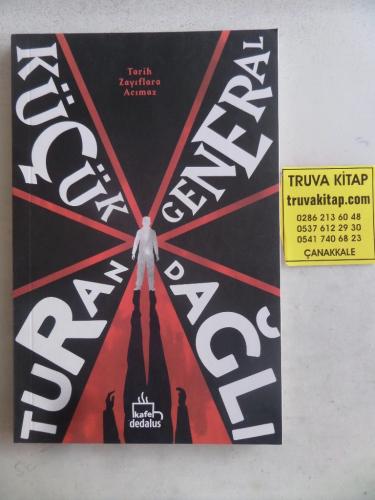 Tarih
Zayıflara
Acımaz
KÜÇÜK
GENERAL
TURAN
DAĞLI
kafe
dedalus
TRUVA KİTAP
truvakitap.com
0286 213 60 48
0537 612 29 30
0541 740 68 23
ÇANAKKALE